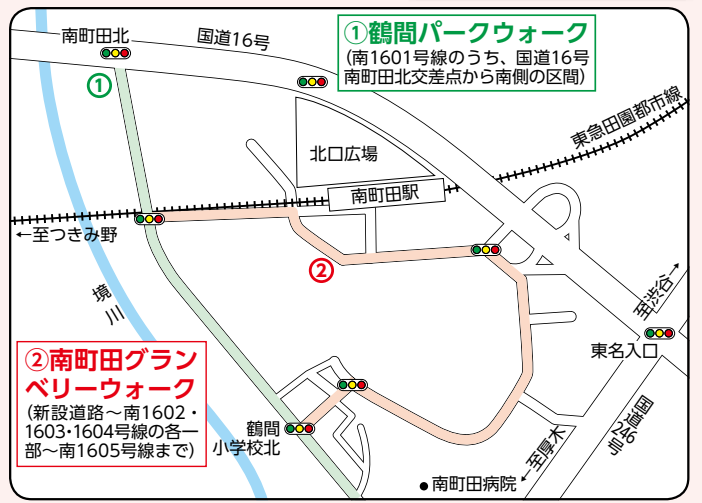 ①鶴間パークウォーク
(南1601号線のうち、国道16号
南町田北交差点から南側の区間)
南町田北
国道16号
①
東急田園都市線
北口広場
南町田駅
←至つきみ野
②
境川
至渋谷
東名入口
②南町田グラン
ベリーウォーク
(新設道路～南1602・
1603・1604号線の各一
部～南1605号線まで)
国道246号
鶴間
小学校北
至厚木
●南町田病院